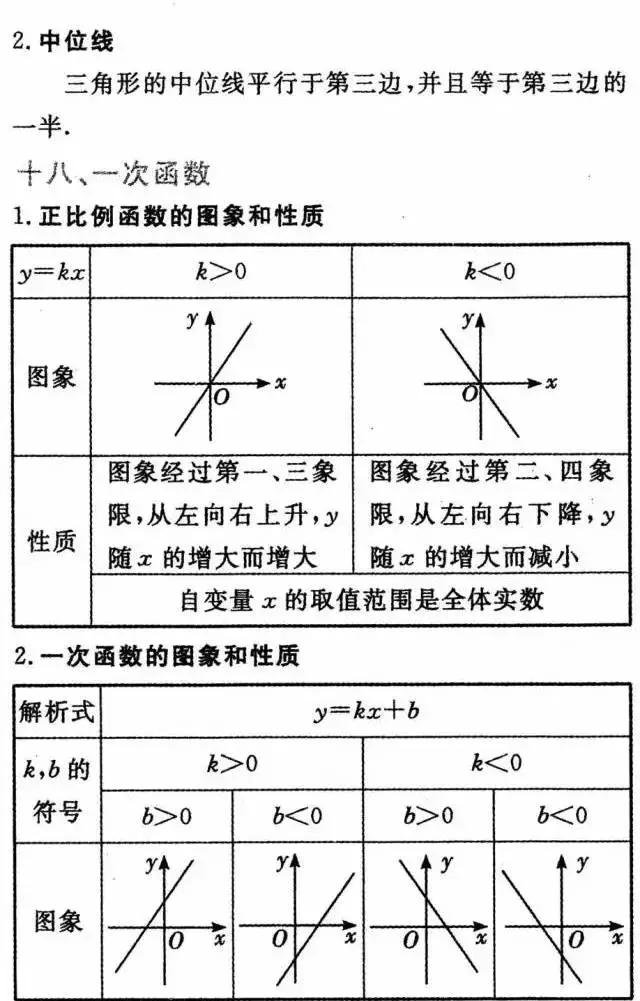 2. 中位线
三角形的中位线平行于第三边,并且等于第三边的
一半.
十八、一次函数
1. 正比例函数的图象和性质
y=kx k>0 k<0
图象 y x O y x O
性质
图象经过第一、三象
限,从左向右上升,y
随 x 的增大而增大
图象经过第二、四象
限,从左向右下降,y
随 x 的增大而减小
自变量 x 的取值范围是全体实数
2. 一次函数的图象和性质
解析式 y=kx+b
k,b 的
符号
k>0 k<0
b>0 b<0 b>0 b<0
图象 y O x y O x y O x y O x